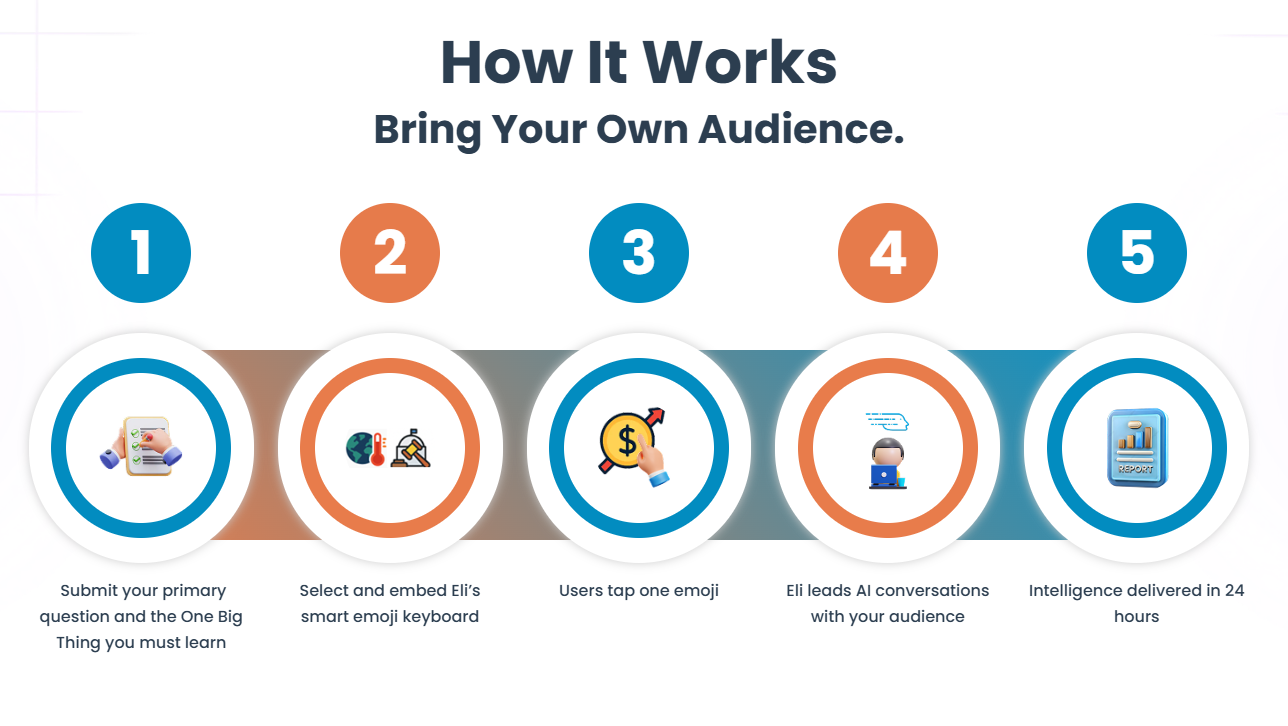 How It Works
Bring Your Own Audience.
1
2
3
4
5
$
REPORT
Submit your primary
question and the One Big
Thing you must learn
Select and embed Eli’s
smart emoji keyboard
Users tap one emoji
Eli leads AI conversations
with your audience
Intelligence delivered in 24
hours